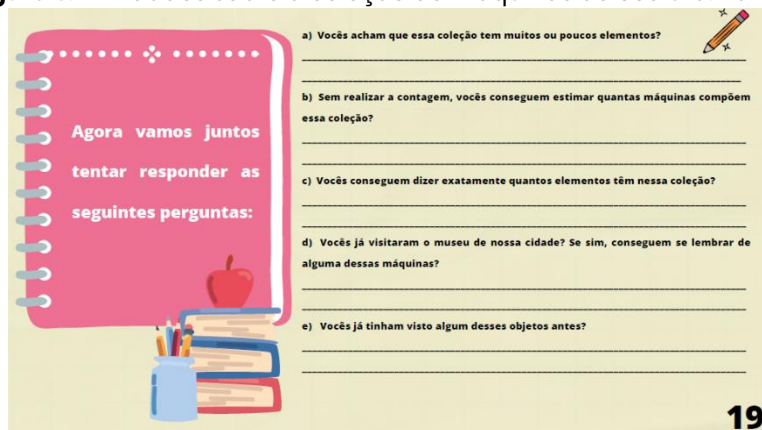 Agora vamos juntos
tentar responder as
seguintes perguntas:
a) Vocês acham que essa coleção tem muitos ou poucos elementos?
b) Sem realizar a contagem, vocês conseguem estimar quantas máquinas compõem
essa coleção?
c) Vocês conseguem dizer exatamente quantos elementos têm nessa coleção?
d) Vocês já visitaram o museu de nossa cidade? Se sim, conseguem se lembrar de
alguma dessas máquinas?
e) Vocês já tinham visto algum desses objetos antes?
19